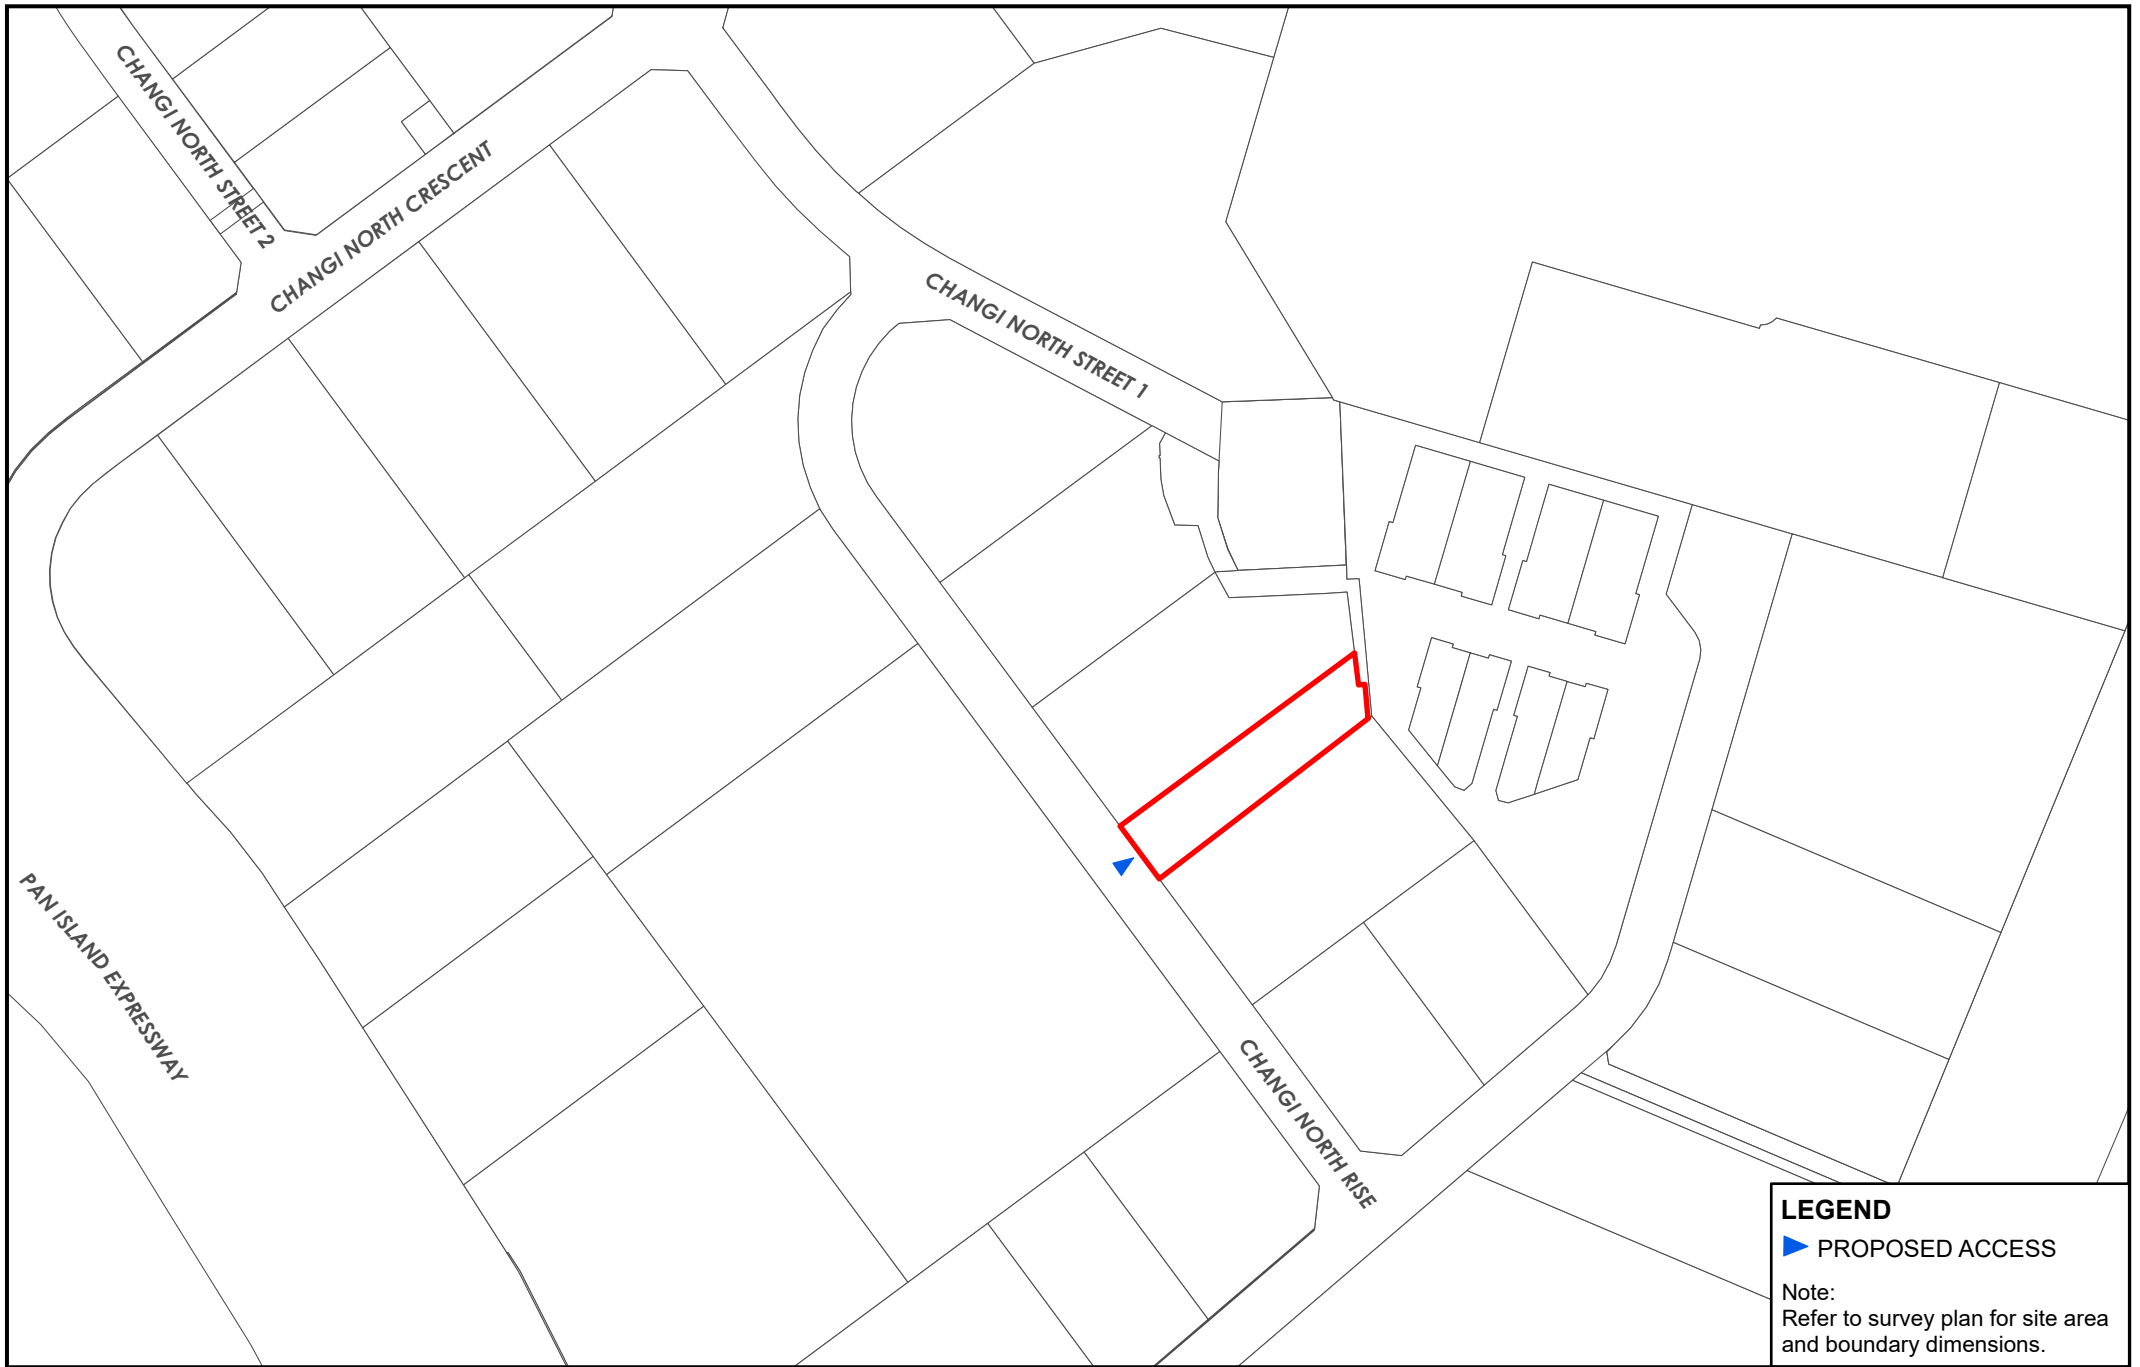 CHANGI NORTH STREET 2
CHANGI NORTH CRESCENT
CHANGI NORTH STREET 1
PAN ISLAND EXPRESSWAY
CHANGI NORTH RISE
LEGEND
PROPOSED ACCESS
Note:
Refer to survey plan for site area
and boundary dimensions.